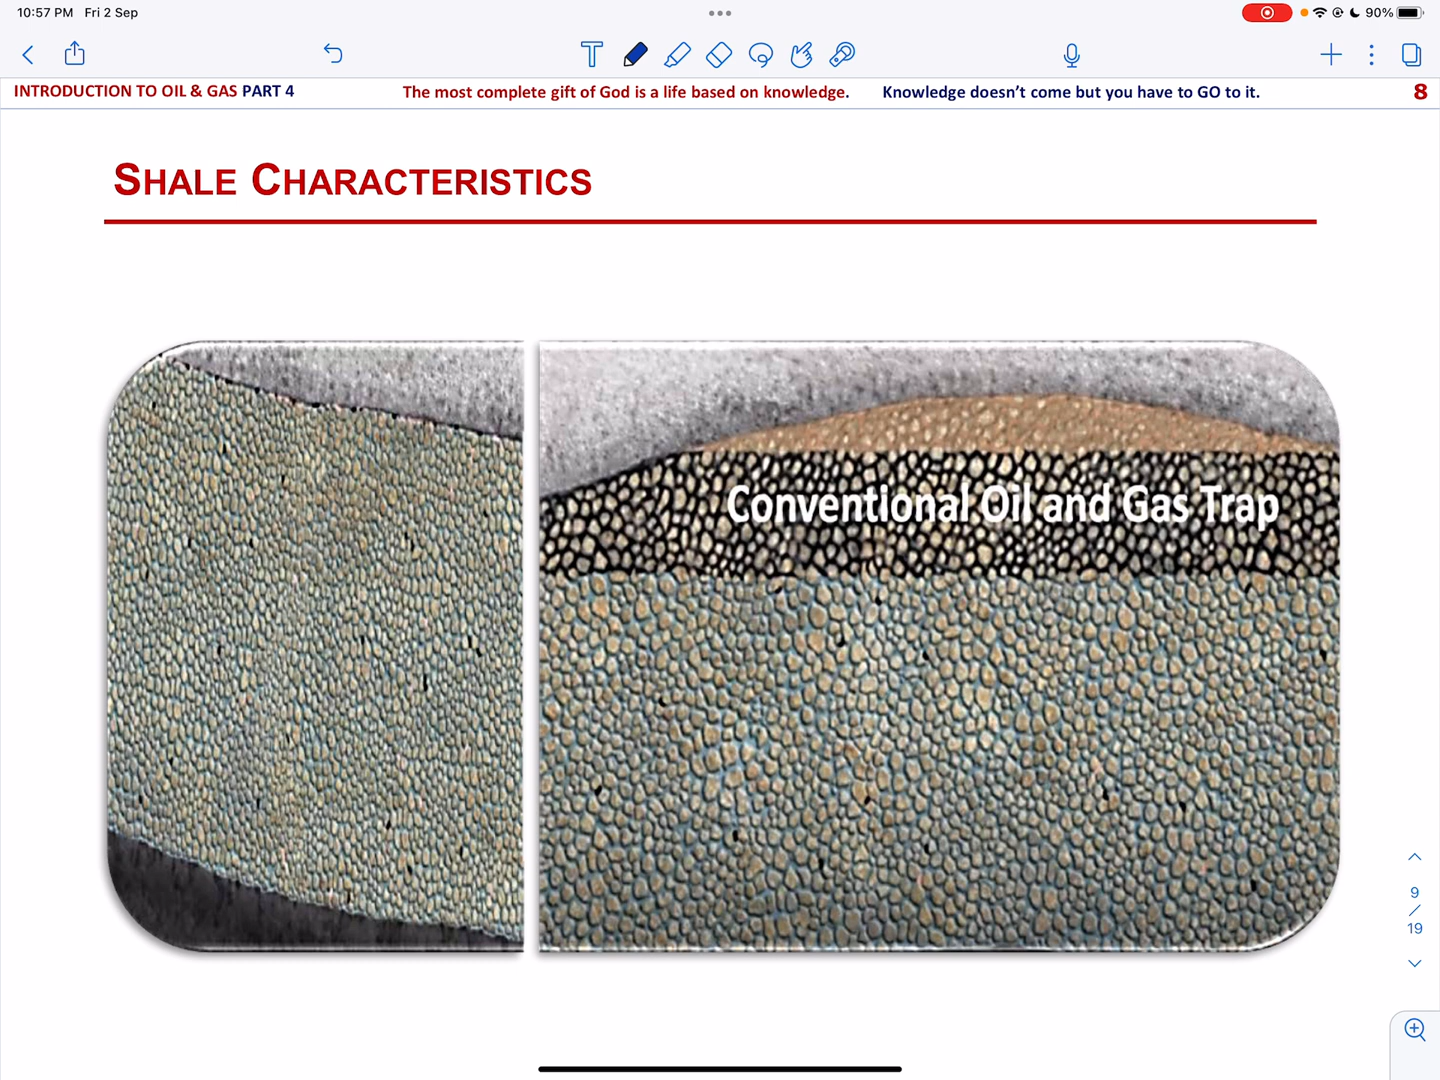 10:57 PM Fri 2 Sep
90%
INTRODUCTION TO OIL & GAS PART 4 The most complete gift of God is a life based on knowledge. Knowledge doesn’t come but you have to GO to it. 8
SHALE CHARACTERISTICS
Conventional Oil and Gas Trap
9
/
19